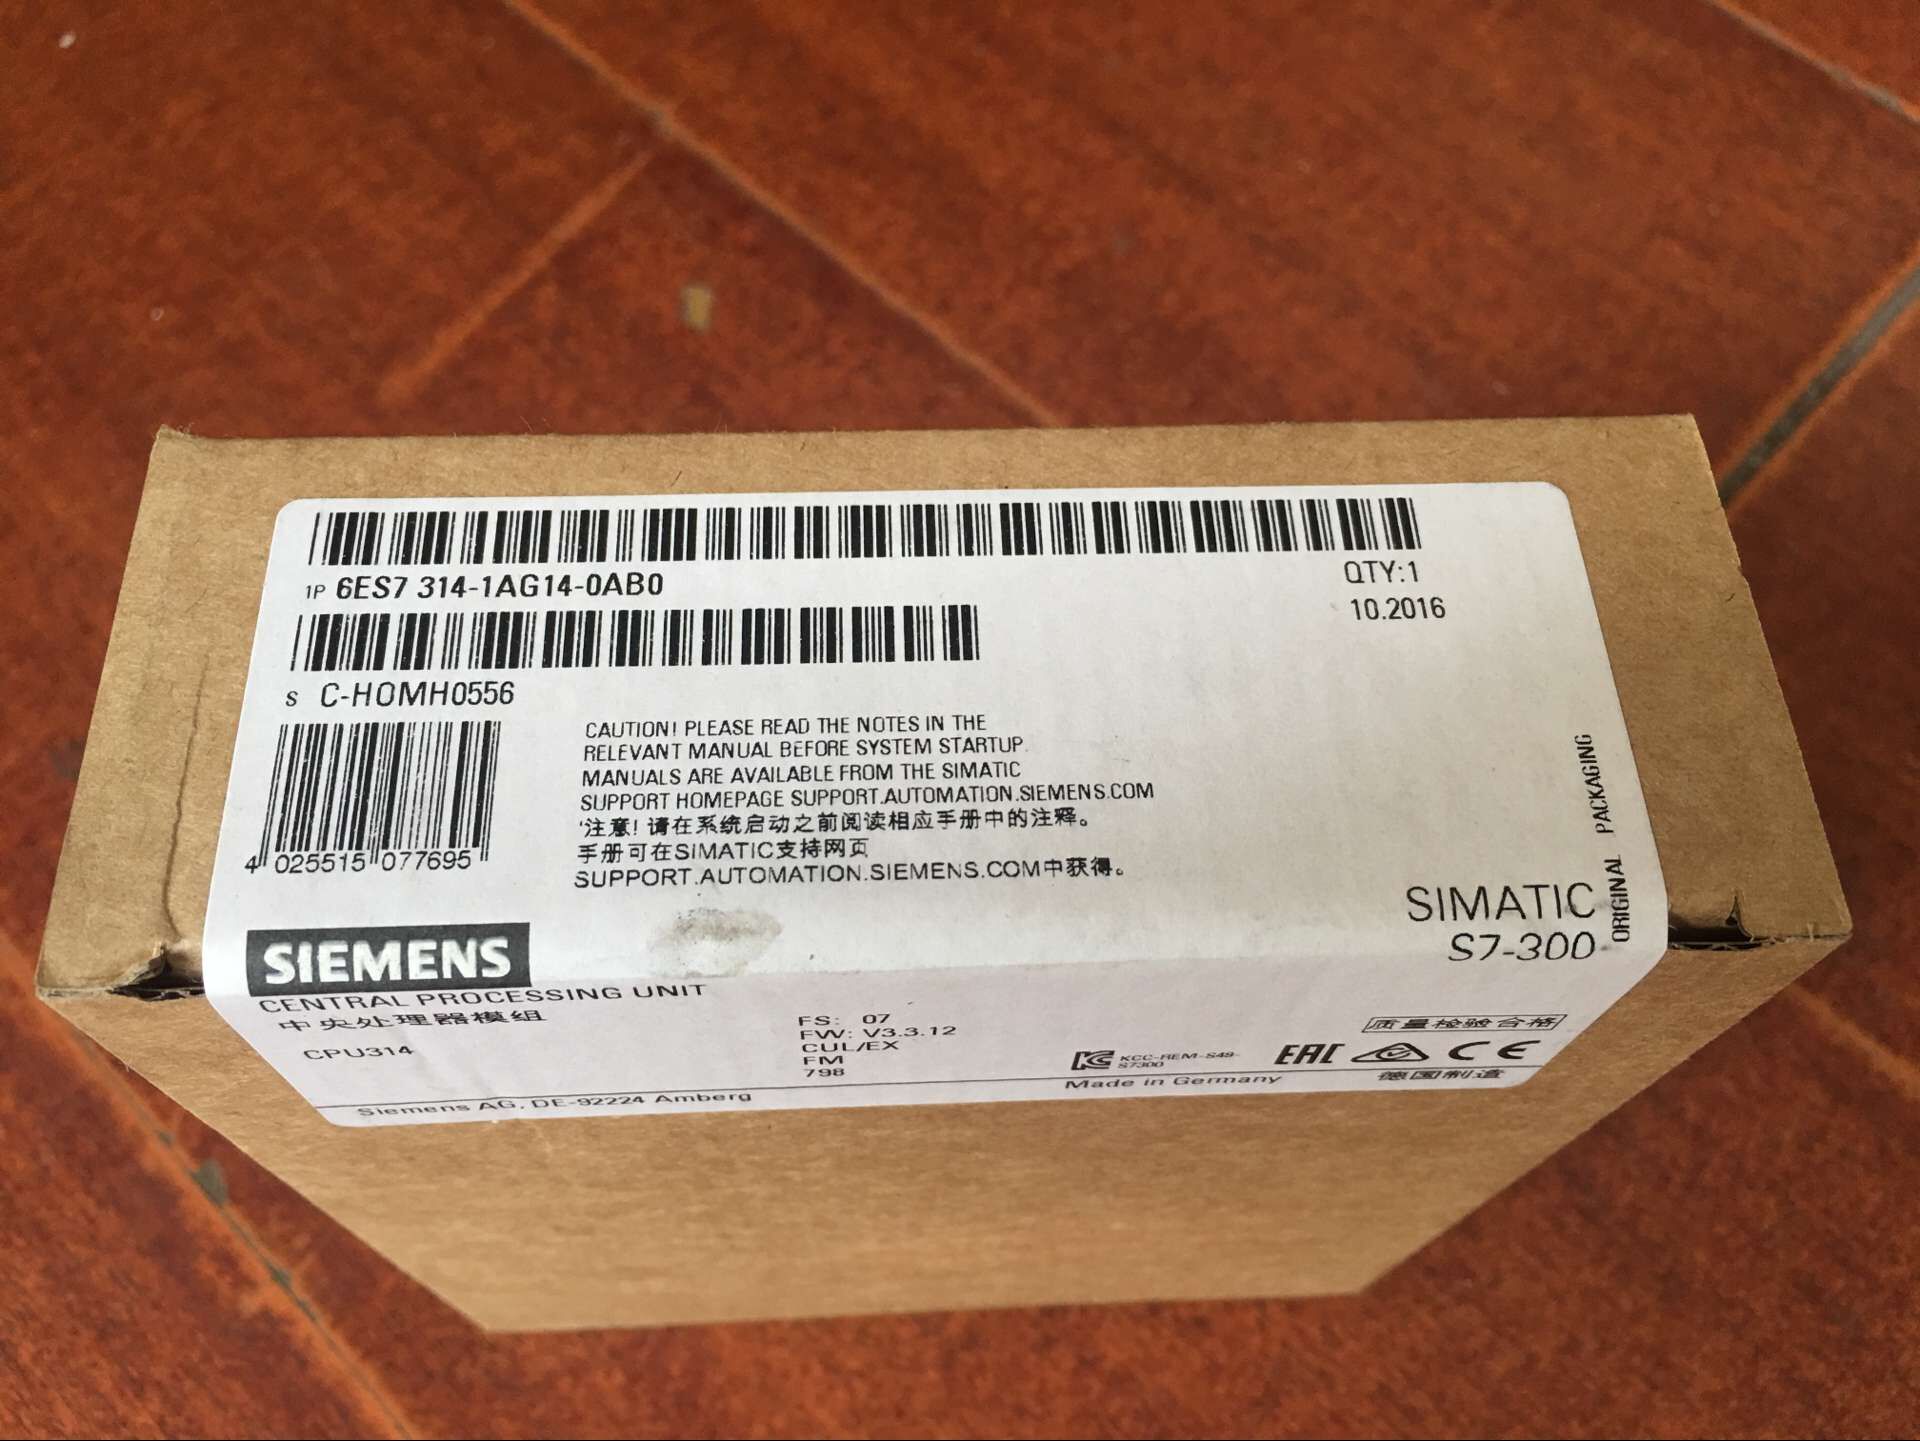 1P 6ES7 314-1AG14-0AB0
QTY:1
10.2016
S C-HOMH0556
CAUTION! PLEASE READ THE NOTES IN THE
RELEVANT MANUAL BEFORE SYSTEM STARTUP.
MANUALS ARE AVAILABLE FROM THE SIMATIC
SUPPORT HOMEPAGE SUPPORT.AUTOMATION.SIEMENS.COM
'注意! 请在系统启动之前阅读相应手册中的注释。
手册可在SIMATIC支持网页
SUPPORT.AUTOMATION.SIEMENS.COM中获得。
4 025515 077695
ORIGINAL PACKAGING
SIMATIC
S7-300
SIEMENS
CENTRAL PROCESSING UNIT
中央处理器模组
CPU314
FS: 07
FW: V3.3.12
CUL/EX
FM
798
质量检验合格
KCC-REM-S49-
S7300
EAC
CE
Made in Germany
德国制造
Siemens AG, DE-92224 Amberg